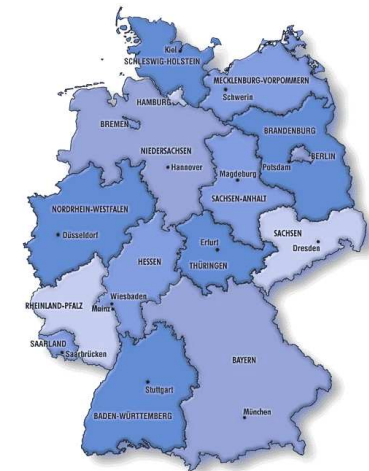 Kiel
SCHLESWIG-HOLSTEIN
MECKLENBURG-VORPOMMERN
HAMBURG
Schwerin
BREMEN
BRANDENBURG
NIEDERSACHSEN
BERLIN
Hannover
Potsdam
Magdeburg
SACHSEN-ANHALT
NORDRHEIN-WESTFALEN
Düsseldorf
SACHSEN
Dresden
Erfurt
THÜRINGEN
HESSEN
Wiesbaden
RHEINLAND-PFALZ
Mainz
SAARLAND
Saarbrücken
BAYERN
Stuttgart
BADEN-WÜRTTEMBERG
München